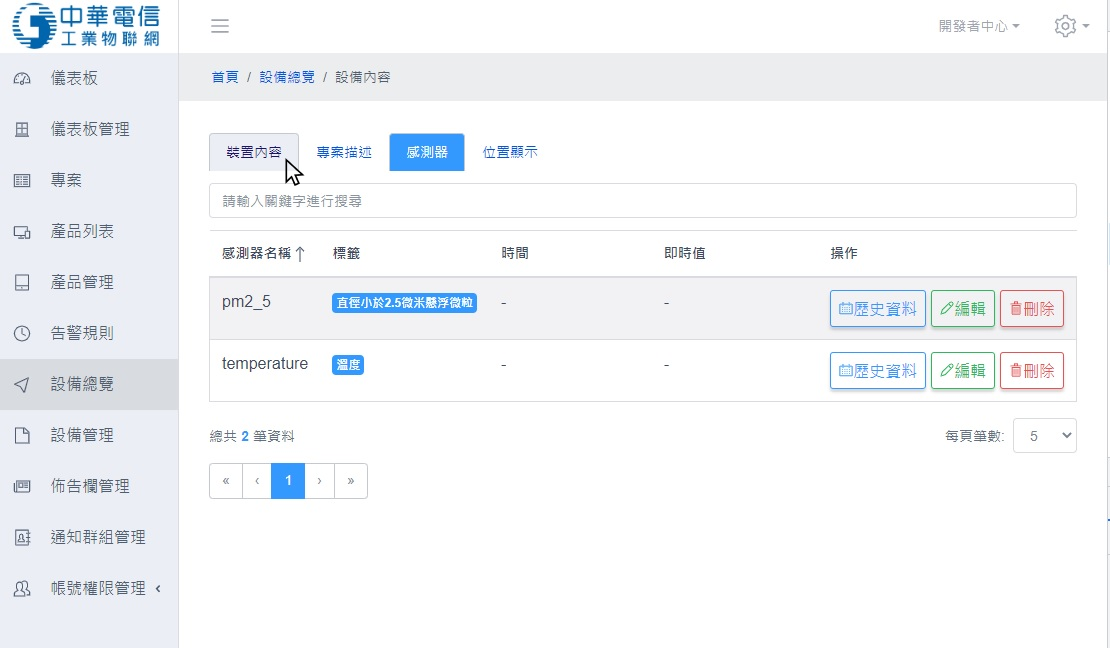 中華電信
工業物聯網
開發者中心
儀表板
儀表板管理
專案
產品列表
產品管理
告警規則
設備總覽
設備管理
佈告欄管理
通知群組管理
帳號權限管理 ‹
首頁 / 設備總覽 / 設備內容
裝置內容 專案描述 感測器 位置顯示
請輸入關鍵字進行搜尋
感測器名稱↑ 標籤 時間 即時值 操作
pm2_5 直徑小於2.5微米懸浮微粒 - - 歷史資料 編輯 刪除
temperature 溫度 - - 歷史資料 編輯 刪除
總共 2 筆資料 每頁筆數: 5
« ‹ 1 › »